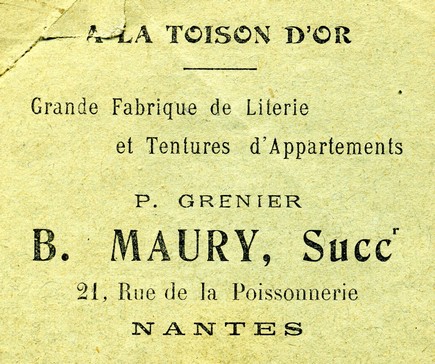 A LA TOISON D'OR
Grande Fabrique de Literie
et Tentures d'Appartements
P. GRENIER
B. MAURY, Succr
21, Rue de la Poissonnerie
NANTES